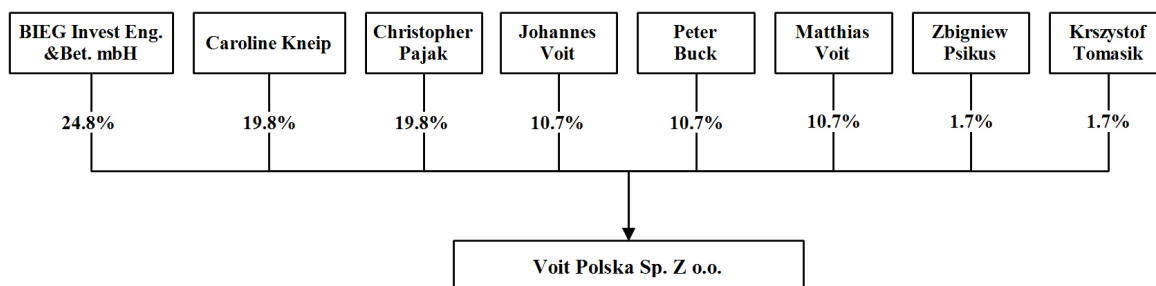 BIEG Invest Eng.
&Bet. mbH
Caroline Kneip
Christopher
Pajak
Johannes
Voit
Peter
Buck
Matthias
Voit
Zbigniew
Psikus
Krszystof
Tomasik
24.8%
19.8%
19.8%
10.7%
10.7%
10.7%
1.7%
1.7%
Voit Polska Sp. Z o.o.